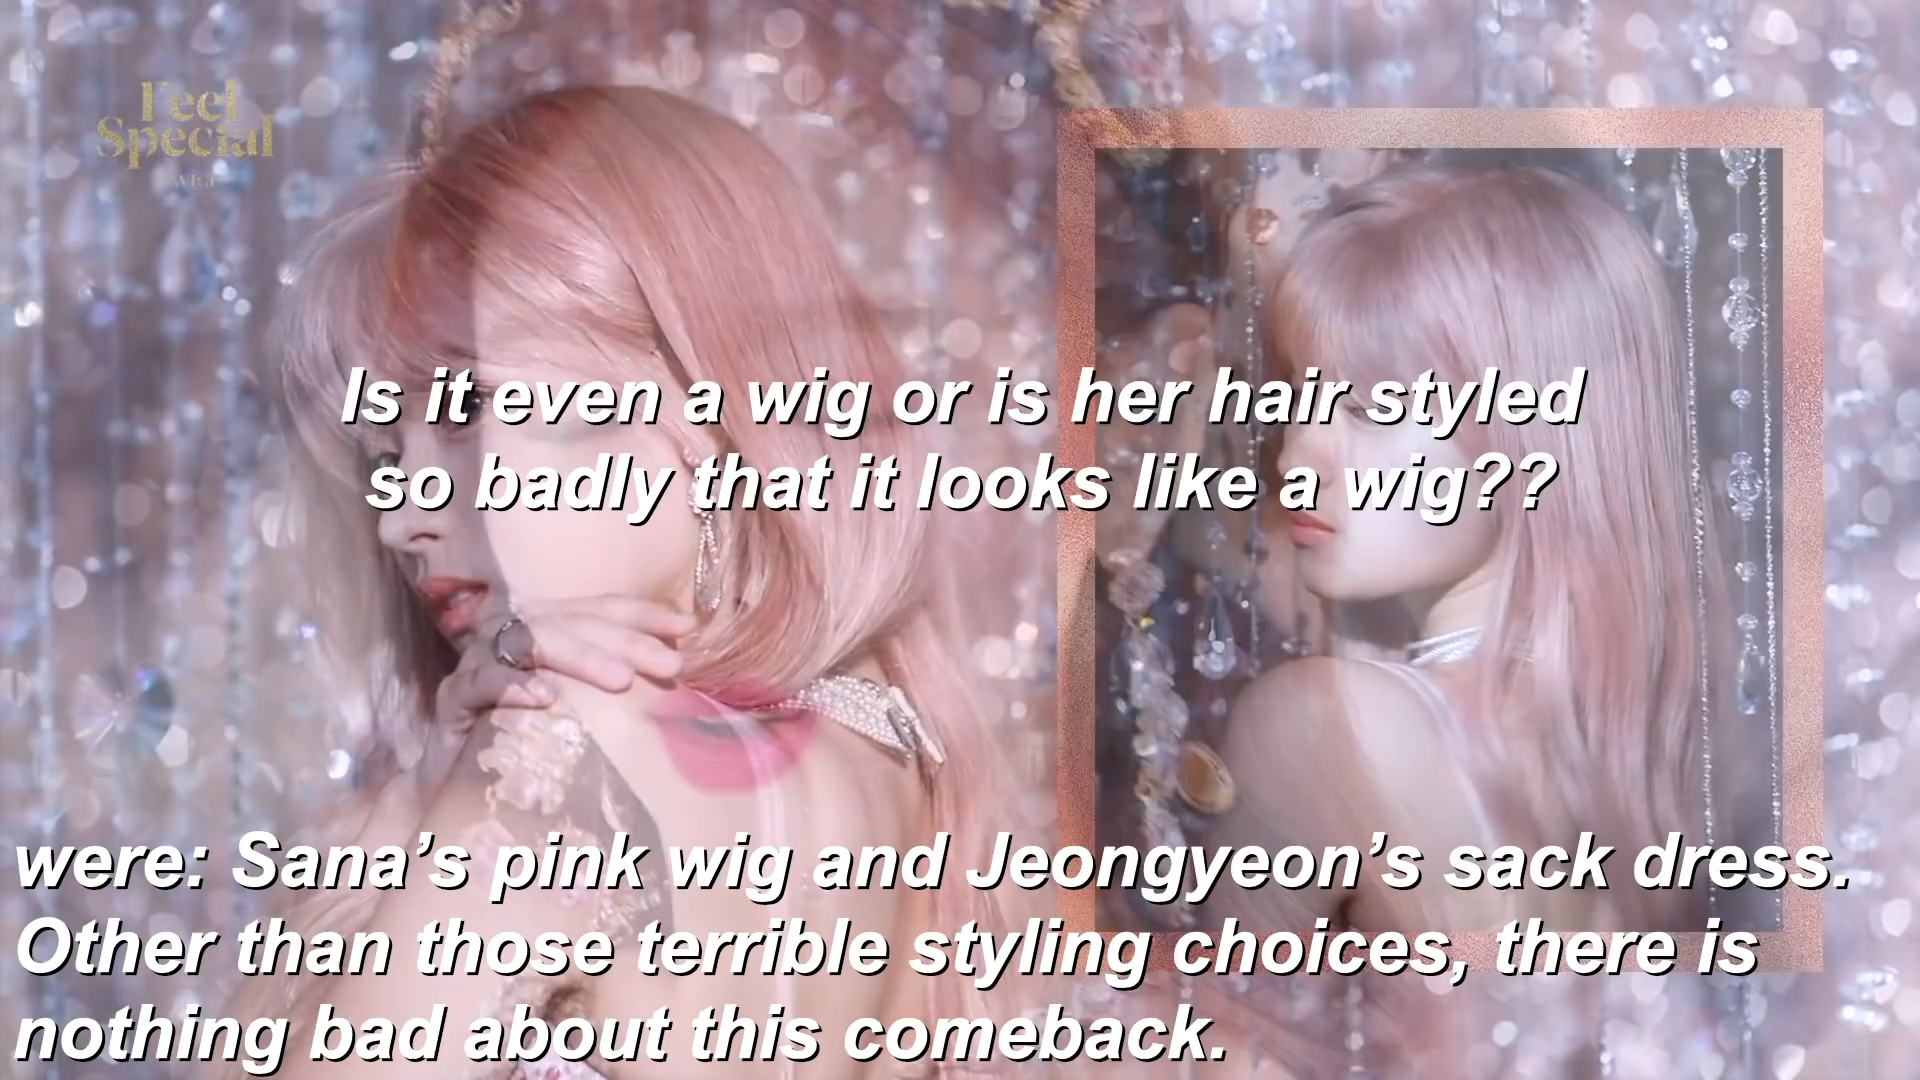 Feel
Special
Is it even a wig or is her hair styled
so badly that it looks like a wig??
were: Sana’s pink wig and Jeongyeon’s sack dress.
Other than those terrible styling choices, there is
nothing bad about this comeback.